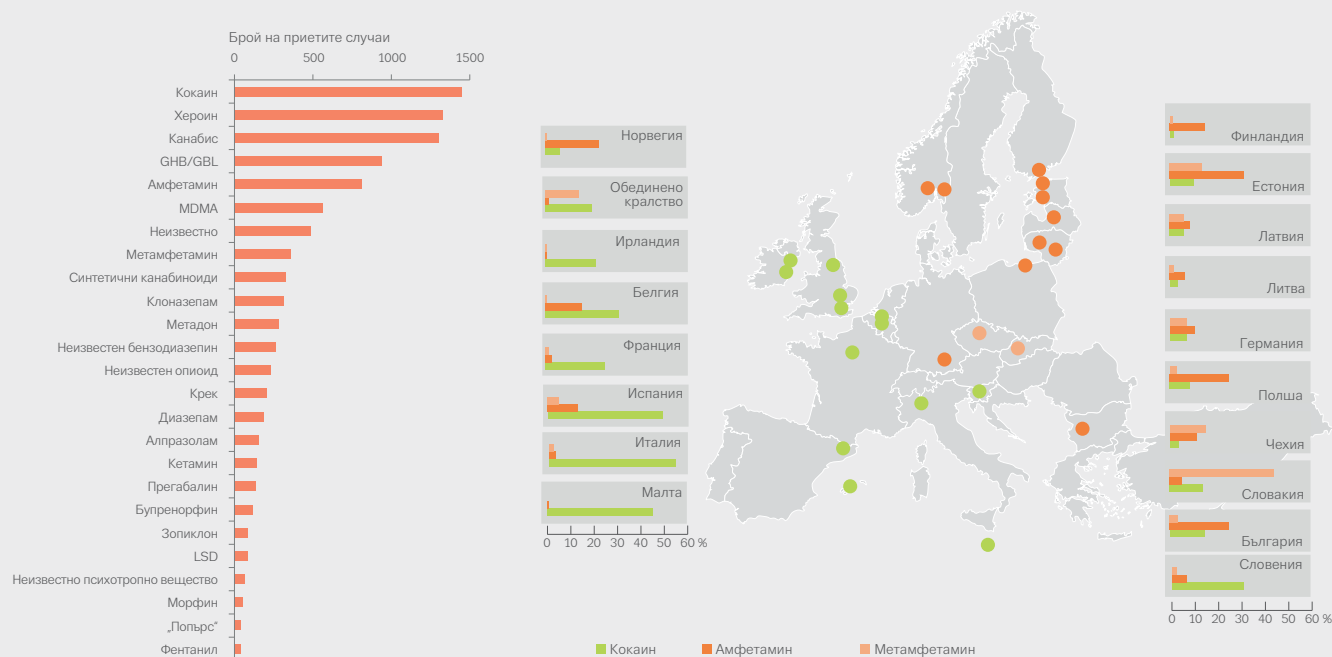 Брой на приетите случаи
0 500 1000 1500
Кокаин
Хероин
Канабис
GHB/GBL
Амфетамин
MDMA
Неизвестно
Метамфетамин
Синтетични канабиноиди
Клоназепам
Метадон
Неизвестен бензодиазепин
Неизвестен опиоид
Крек
Диазепам
Алпразолам
Кетамин
Прегабалин
Бупренорфин
Зопиклон
LSD
Неизвестно психотропно вещество
Морфин
„Попърс“
Фентанил
Норвегия
Обединено
кралство
Ирландия
Белгия
Франция
Испания
Италия
Малта
0 10 20 30 40 50 60 %
Финландия
Естония
Латвия
Литва
Германия
Полша
Чехия
Словакия
България
Словения
0 10 20 30 40 50 60 %
Кокаин Амфетамин Метамфетамин